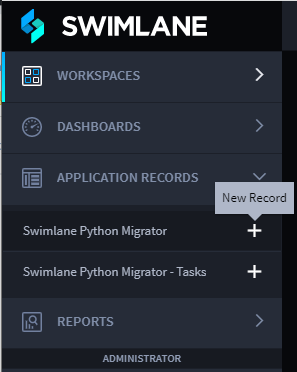 SWIMLANE
WORKSPACES
DASHBOARDS
APPLICATION RECORDS
New Record
Swimlane Python Migrator
Swimlane Python Migrator - Tasks
REPORTS
ADMINISTRATOR